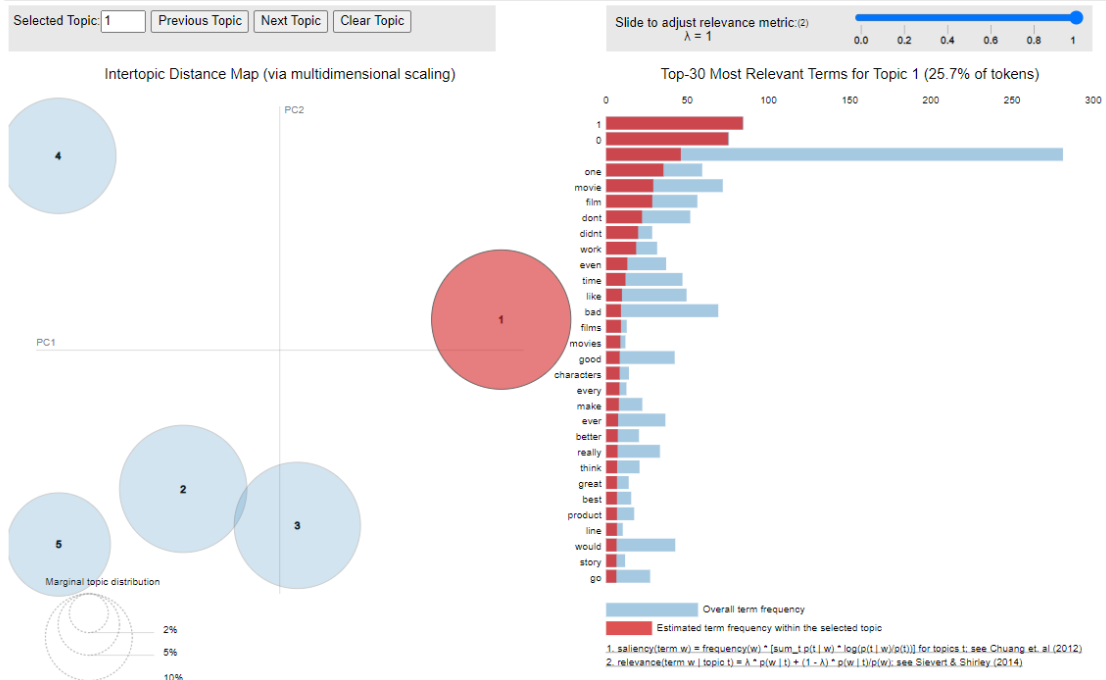 Selected Topic: 1 Previous Topic Next Topic Clear Topic
Slide to adjust relevance metric:(2)
λ = 1
0.0 0.2 0.4 0.6 0.8 1
Intertopic Distance Map (via multidimensional scaling)
PC2
PC1
4
1
2
3
5
Marginal topic distribution
2%
5%
10%
Top-30 Most Relevant Terms for Topic 1 (25.7% of tokens)
0 50 100 150 200 250 300
1
0
one
movie
film
dont
didnt
work
even
time
like
bad
films
movies
good
characters
every
make
ever
better
really
think
great
best
product
line
would
story
go
Overall term frequency
Estimated term frequency within the selected topic
1. saliency(term w) = frequency(w) * [sum_t p(t | w) * log(p(t | w)/p(t))] for topics t; see Chuang et. al (2012)
2. relevance(term w | topic t) = λ * p(w | t) + (1 - λ) * p(w | t)/p(w); see Sievert & Shirley (2014)